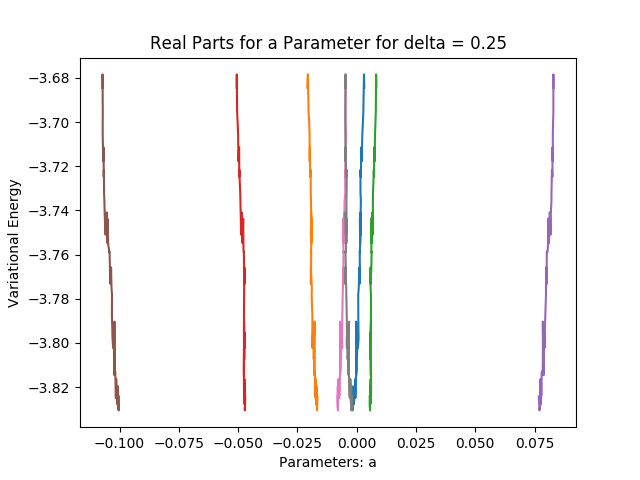 Real Parts for a Parameter for delta = 0.25
−3.68
−3.70
−3.72
−3.74
−3.76
−3.78
−3.80
−3.82
Variational Energy
−0.100 −0.075 −0.050 −0.025 0.000 0.025 0.050 0.075
Parameters: a